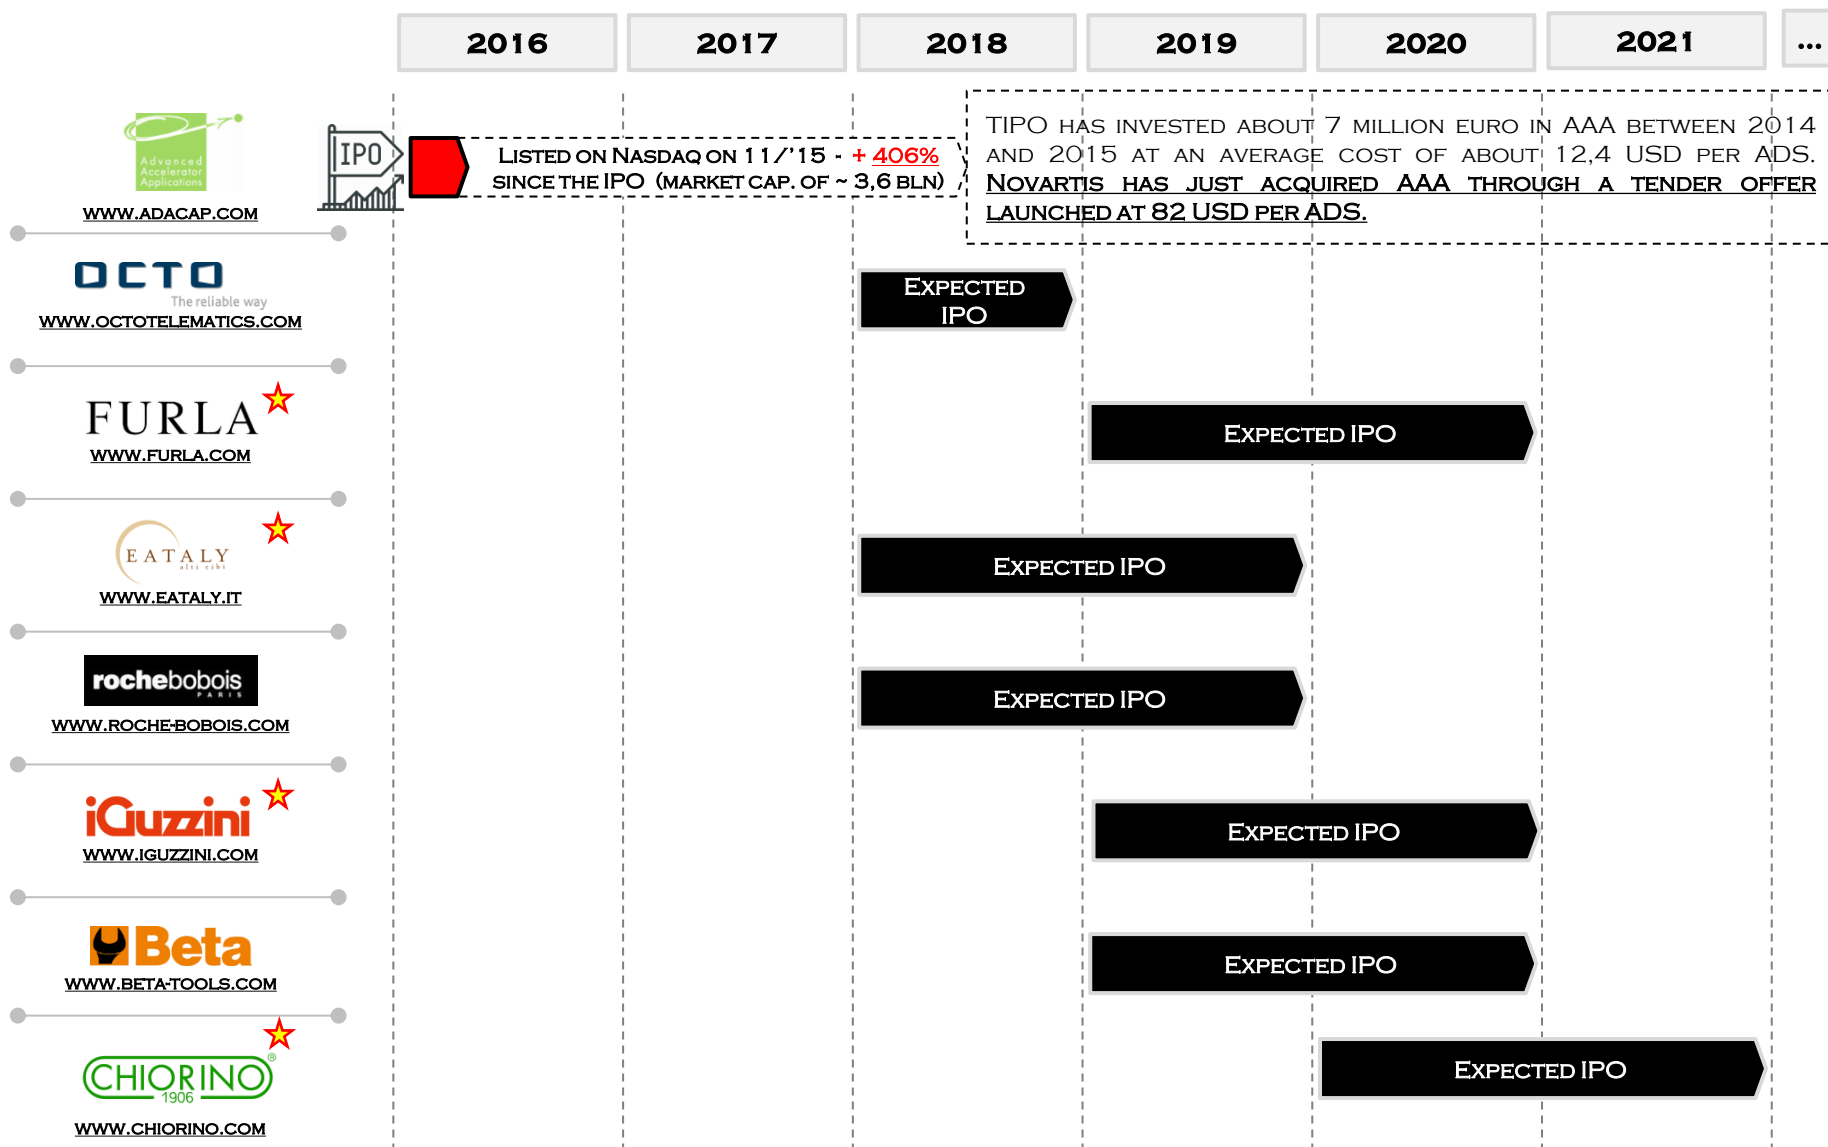 2016 2017 2018 2019 2020 2021 ...
Advanced
Accelerator
Applications
WWW.ADACAP.COM
IPO
LISTED ON NASDAQ ON 11/'15 - + 406%
SINCE THE IPO (MARKET CAP. OF ~ 3,6 BLN)
TIPO HAS INVESTED ABOUT 7 MILLION EURO IN AAA BETWEEN 2014
AND 2015 AT AN AVERAGE COST OF ABOUT 12,4 USD PER ADS.
NOVARTIS HAS JUST ACQUIRED AAA THROUGH A TENDER OFFER
LAUNCHED AT 82 USD PER ADS.
OCTO
The reliable way
WWW.OCTOTELEMATICS.COM
EXPECTED
IPO
FURLA
WWW.FURLA.COM
EXPECTED IPO
EATALY
alti cibi
WWW.EATALY.IT
EXPECTED IPO
rochebobois
PARIS
WWW.ROCHE-BOBOIS.COM
EXPECTED IPO
iGuzzini
WWW.IGUZZINI.COM
EXPECTED IPO
Beta
WWW.BETA-TOOLS.COM
EXPECTED IPO
CHIORINO®
1906
WWW.CHIORINO.COM
EXPECTED IPO